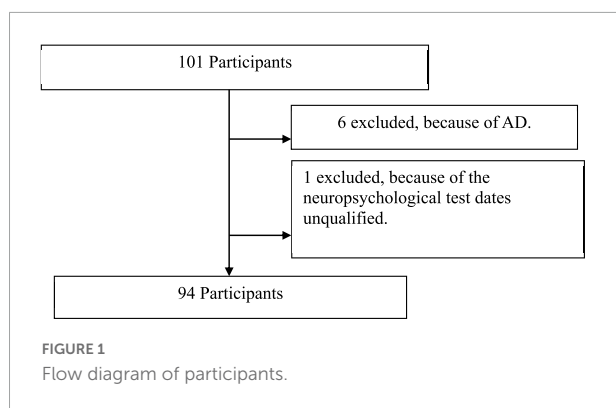 101 Participants
6 excluded, because of AD.
1 excluded, because of the
neuropsychological test dates
unqualified.
94 Participants
FIGURE 1
Flow diagram of participants.